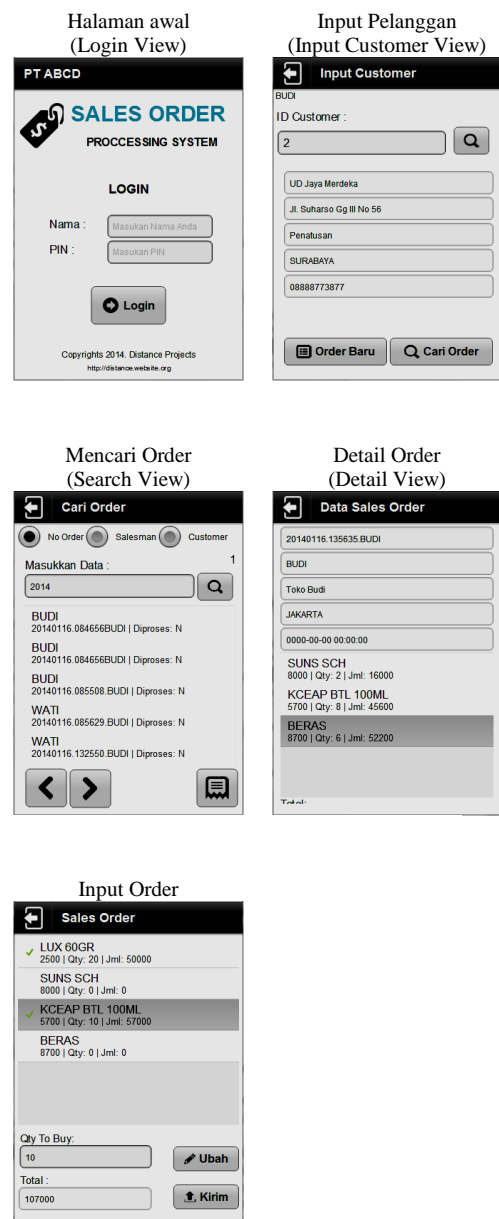 Halaman awal
(Login View)
PT ABCD
SALES ORDER
PROCCESSING SYSTEM
LOGIN
Nama :
Masukan Nama Anda
PIN :
Masukan PIN
Login
Copyrights 2014. Distance Projects
http://distance.website.org
Input Pelanggan
(Input Customer View)
Input Customer
BUDI
ID Customer :
2
UD Jaya Merdeka
Jl. Suharso Gg III No 56
Penatusan
SURABAYA
08888773877
Order Baru
Cari Order
Mencari Order
(Search View)
Cari Order
No Order Salesman Customer
Masukkan Data : 1
2014
BUDI
20140116.084656BUDI | Diproses: N
BUDI
20140116.084656BUDI | Diproses: N
BUDI
20140116.085508.BUDI | Diproses: N
WATI
20140116.085629.BUDI | Diproses: N
WATI
20140116.132550.BUDI | Diproses: N
Detail Order
(Detail View)
Data Sales Order
20140116.135635.BUDI
BUDI
Toko Budi
JAKARTA
0000-00-00 00:00:00
SUNS SCH
8000 | Qty: 2 | Jml: 16000
KCEAP BTL 100ML
5700 | Qty: 8 | Jml: 45600
BERAS
8700 | Qty: 6 | Jml: 52200
Total:
Input Order
Sales Order
LUX 60GR
2500 | Qty: 20 | Jml: 50000
SUNS SCH
8000 | Qty: 0 | Jml: 0
KCEAP BTL 100ML
5700 | Qty: 10 | Jml: 57000
BERAS
8700 | Qty: 0 | Jml: 0
Qty To Buy:
10
Ubah
Total :
107000
Kirim